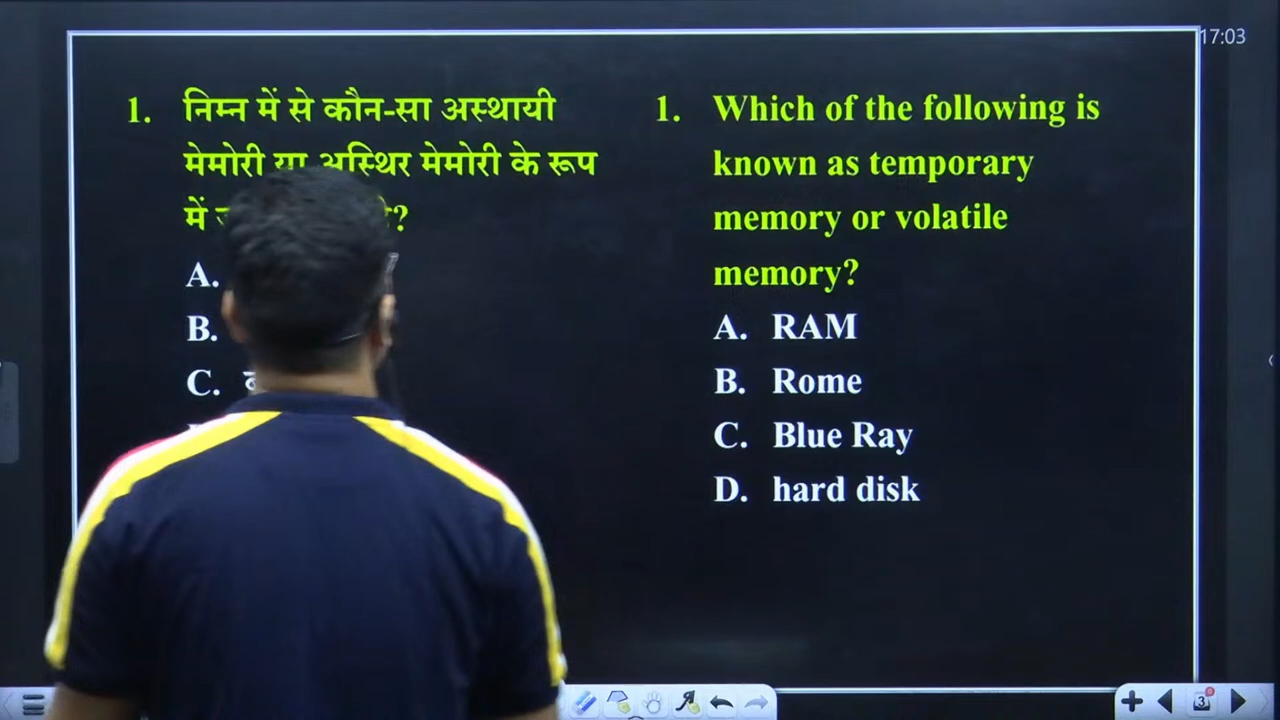 1. निम्न में से कौन-सा अस्थायी
मेमोरी या अस्थिर मेमोरी के रूप
में ?
A.
B.
C.
1. Which of the following is
known as temporary
memory or volatile
memory?
A. RAM
B. Rome
C. Blue Ray
D. hard disk
17:03
3